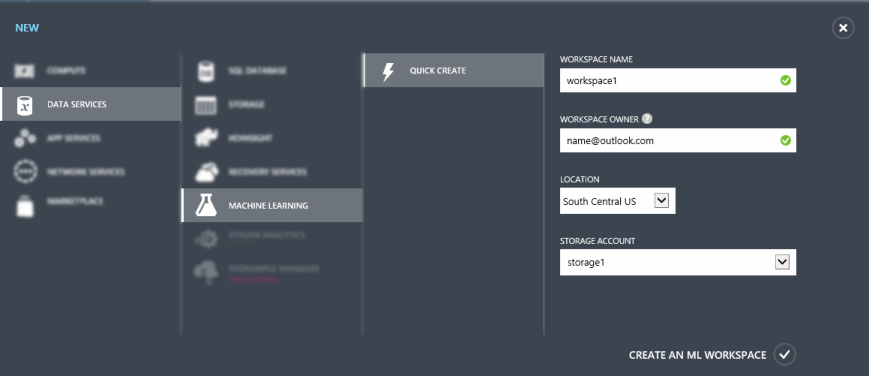 NEW
COMPUTE
DATA SERVICES
APP SERVICES
NETWORK SERVICES
MARKETPLACE
SQL DATABASE
STORAGE
HDINSIGHT
RECOVERY SERVICES
MACHINE LEARNING
STREAM ANALYTICS
STORSIMPLE MANAGER
QUICK CREATE
WORKSPACE NAME
workspace1
WORKSPACE OWNER ?
name@outlook.com
LOCATION
South Central US
STORAGE ACCOUNT
storage1
CREATE AN ML WORKSPACE